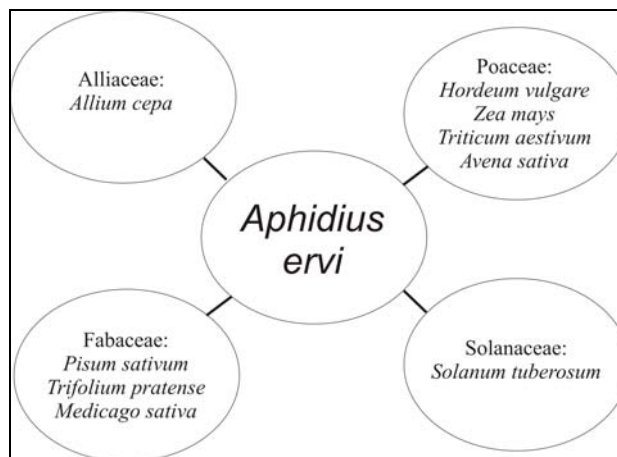 Alliaceae:
Allium cepa
Poaceae:
Hordeum vulgare
Zea mays
Triticum aestivum
Avena sativa
Aphidius
ervi
Fabaceae:
Pisum sativum
Trifolium pratense
Medicago sativa
Solanaceae:
Solanum tuberosum